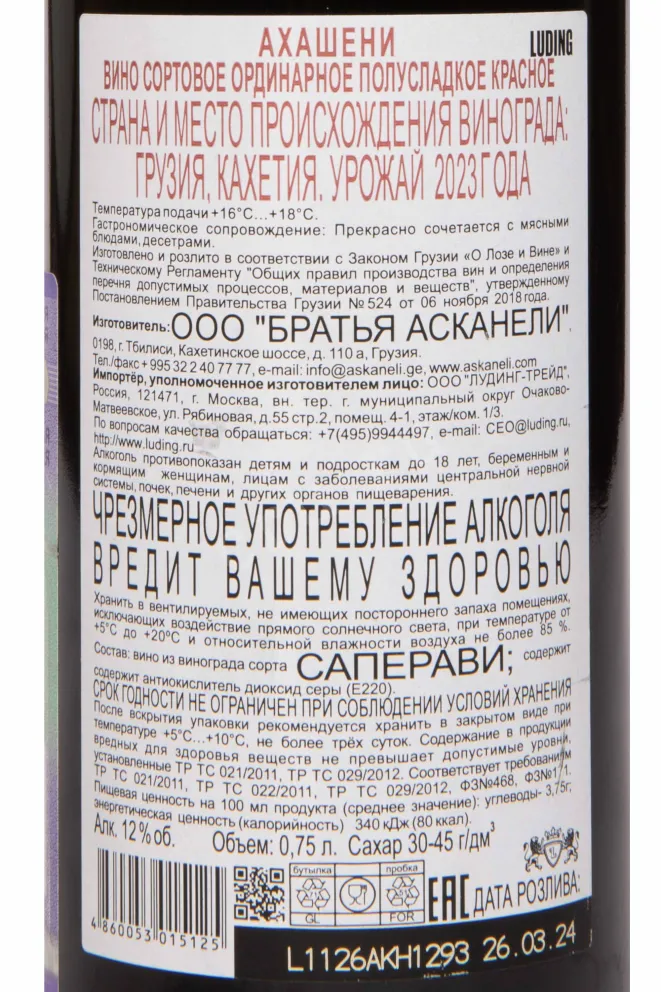 АХАШЕНИ
LUDING
ВИНО СОРТОВОЕ ОРДИНАРНОЕ ПОЛУСЛАДКОЕ КРАСНОЕ
СТРАНА И МЕСТО ПРОИСХОЖДЕНИЯ ВИНОГРАДА:
ГРУЗИЯ, КАХЕТИЯ. УРОЖАЙ 2023 ГОДА
Температура подачи +16°С...+18°С.
Гастрономическое сопровождение: Прекрасно сочетается с мясными
блюдами, десетрами.
Изготовлено и розлито в соответствии с Законом Грузии «О Лозе и Вине» и
Техническому Регламенту "Общих правил производства вин и определения
перечня допустимых процессов, материалов и веществ", утвержденному
Постановлением Правительства Грузии №524 от 06 ноября 2018 года.
Изготовитель: ООО "БРАТЬЯ АСКАНЕЛИ".
0198, г. Тбилиси, Кахетинское шоссе, д. 110 а, Грузия.
Тел./факс + 995 32 2 40 77 77, e-mail: info@askaneli.ge, www.askaneli.com
Импортёр, уполномоченное изготовителем лицо: ООО "ЛУДИНГ-ТРЕЙД",
Россия, 121471, г. Москва, вн. тер. г. муниципальный округ Очаково-
Матвеевское, ул. Рябиновая, д.55 стр.2, помещ. 4-1, этаж/ком. 1/3.
По вопросам качества обращаться: +7(495)9944497, e-mail: CEO@luding.ru,
http://www.luding.ru
Алкоголь противопоказан детям и подросткам до 18 лет, беременным и
кормящим женщинам, лицам с заболеваниями центральной нервной
системы, почек, печени и других органов пищеварения.
ЧРЕЗМЕРНОЕ УПОТРЕБЛЕНИЕ АЛКОГОЛЯ
ВРЕДИТ ВАШЕМУ ЗДОРОВЬЮ
Хранить в вентилируемых, не имеющих постороннего запаха помещениях,
исключающих воздействие прямого солнечного света, при температуре от
+5°С до +20°С и относительной влажности воздуха не более 85 %.
Состав: вино из винограда сорта САПЕРАВИ; содержит
содержит антиокислитель диоксид серы (Е220).
СРОК ГОДНОСТИ НЕ ОГРАНИЧЕН ПРИ СОБЛЮДЕНИИ УСЛОВИЙ ХРАНЕНИЯ
После вскрытия упаковки рекомендуется хранить в закрытом виде при
температуре +5°С...+10°С, не более трёх суток. Содержание в продукции
вредных для здоровья веществ не превышает допустимые уровни,
установленные ТР ТС 021/2011, ТР ТС 029/2012. Соответствует требованиям
ТР ТС 021/2011, ТР ТС 022/2011, ТР ТС 029/2012, ФЗ№468, ФЗ№171.
Пищевая ценность на 100 мл продукта (среднее значение): углеводы- 3,75г;
энергетическая ценность (калорийность) 340 кДж (80 ккал).
Алк. 12 % об. Объем: 0,75 л. Сахар 30-45 г/дм³
бутылка
пробка
GL
FOR
ЕАС ДАТА РОЗЛИВА:
4 860053 015125
L1126AKH1293 26.03.24